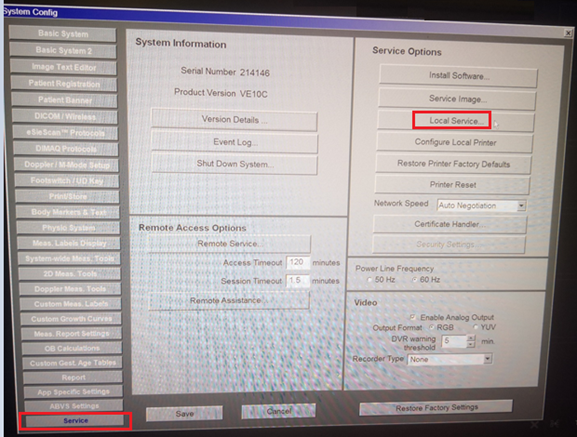 System Config
Basic System
Basic System 2
Image Text Editor
Patient Registration
Patient Banner
DICOM / Wireless
eSieScan™ Protocols
DIMAQ Protocols
Doppler / M-Mode Setup
Footswitch / UD Key
Print/Store
Body Markers & Text
Physio System
Meas. Labels Display
System-wide Meas. Tools
2D Meas. Tools
Doppler Meas. Tools
Custom Meas. Labels
Custom Growth Curves
Meas. Report Settings
OB Calculations
Custom Gest. Age Tables
Report
App Specific Settings
ABVS Settings
Service
System Information
Serial Number 214146
Product Version VE10C
Version Details ...
Event Log...
Shut Down System...
Remote Access Options
Remote Service...
Access Timeout 120 minutes
Session Timeout 1.5 minutes
Remote Assistance...
Service Options
Install Software...
Service Image...
Local Service...
Configure Local Printer
Restore Printer Factory Defaults
Printer Reset
Network Speed Auto Negotiation
Certificate Handler...
Security Settings...
Power Line Frequency
50 Hz 60 Hz
Video
Enable Analog Output
Output Format RGB YUV
DVR warning threshold 5 min.
Recorder Type None
Save
Cancel
Restore Factory Settings